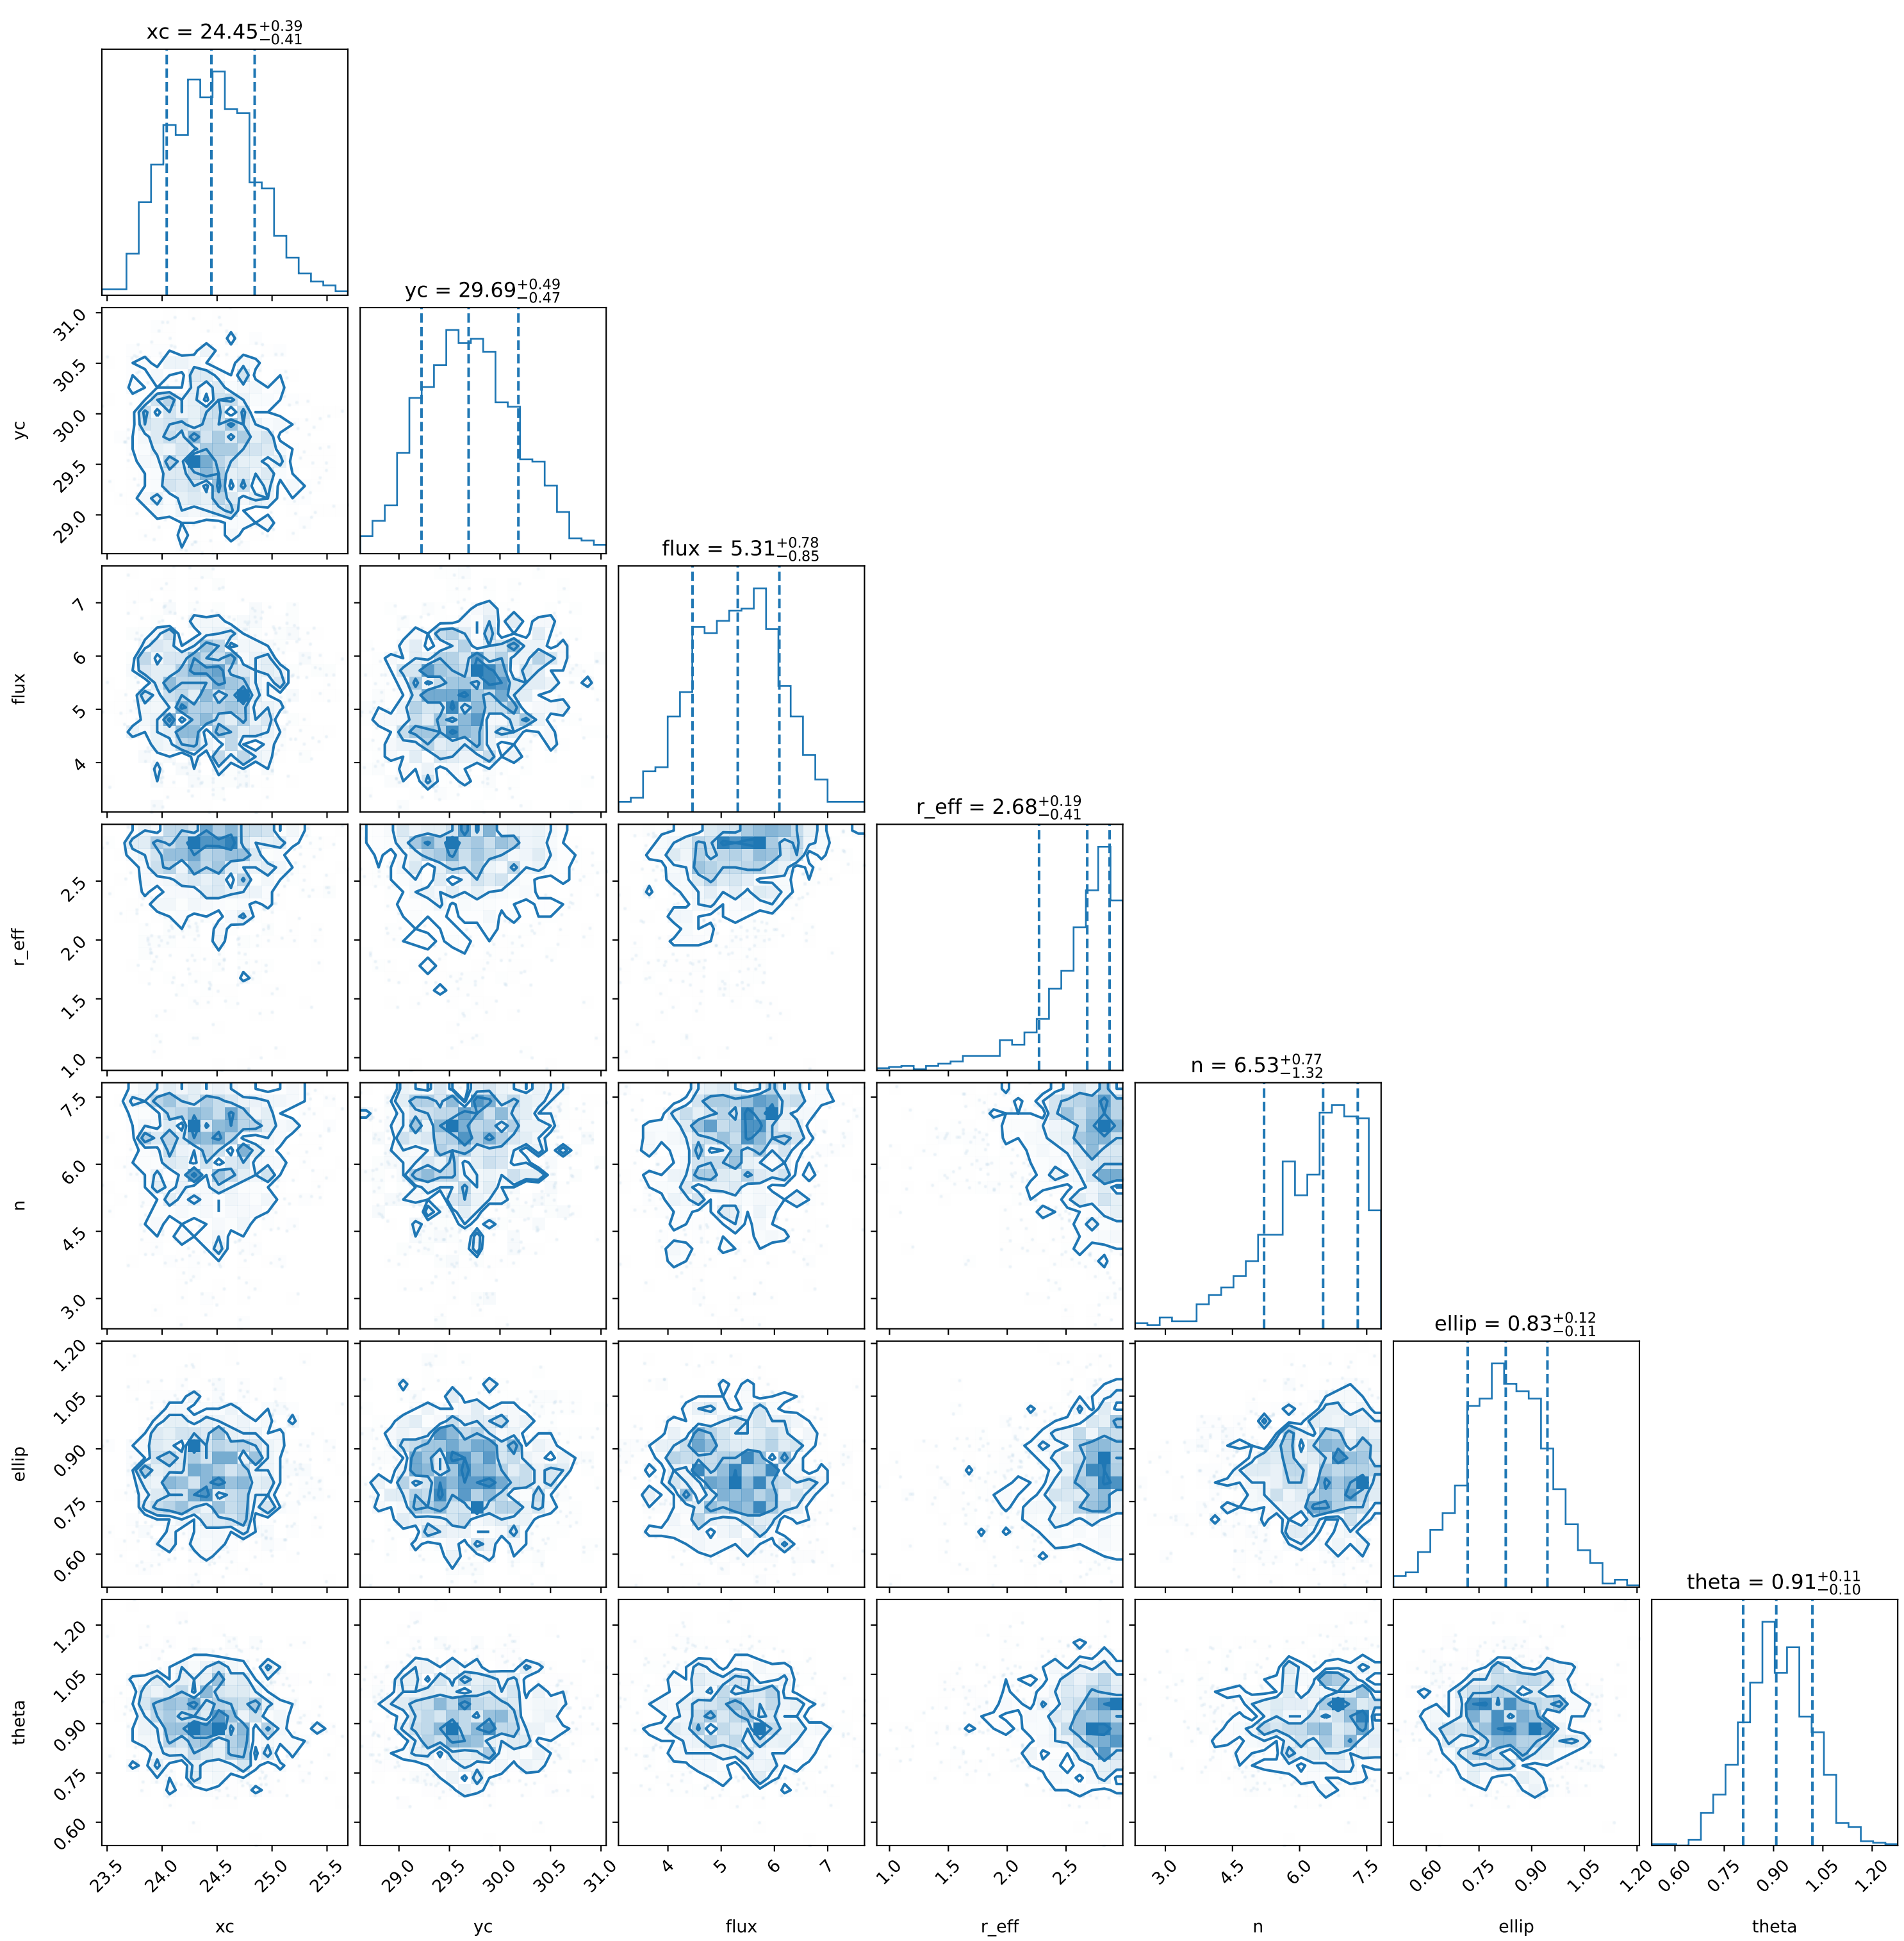 xc = 24.45+0.39−0.41
yc = 29.69+0.49−0.47
31.0
30.5
30.0
29.5
29.0
yc
flux = 5.31+0.78−0.85
7
6
5
4
flux
r_eff = 2.68+0.19−0.41
2.5
2.0
1.5
1.0
r_eff
n = 6.53+0.77−1.32
7.5
6.0
4.5
3.0
n
ellip = 0.83+0.12−0.11
1.20
1.05
0.90
0.75
0.60
ellip
theta = 0.91+0.11−0.10
1.20
1.05
0.90
0.75
0.60
theta
23.5 24.0 24.5 25.0 25.5 29.0 29.5 30.0 30.5 31.0 4 5 6 7 1.0 1.5 2.0 2.5 3.0 4.5 6.0 7.5 0.60 0.75 0.90 1.05 1.20 0.60 0.75 0.90 1.05 1.20
xc yc flux r_eff n ellip theta